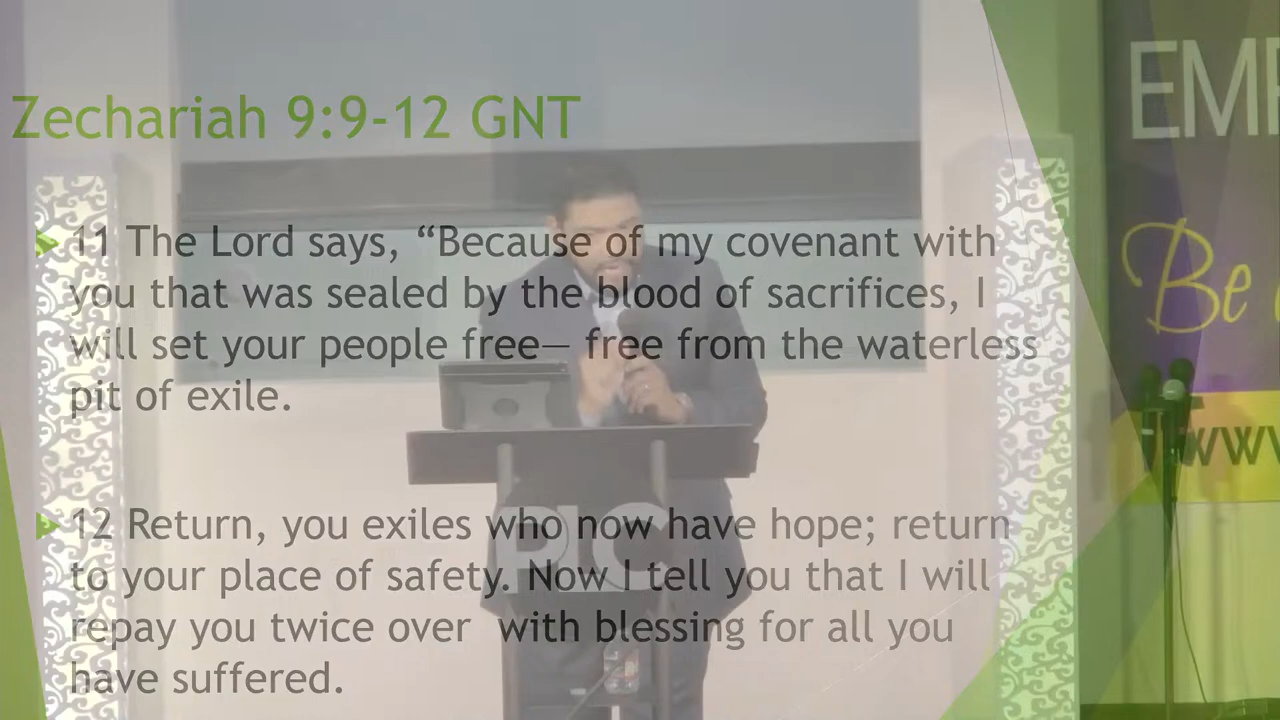 Zechariah 9:9-12 GNT
11 The Lord says, “Because of my covenant with
you that was sealed by the blood of sacrifices, I
will set your people free— free from the waterless
pit of exile.
12 Return, you exiles who now have hope; return
to your place of safety. Now I tell you that I will
repay you twice over with blessing for all you
have suffered.
PIC
EMP
Be
WWW